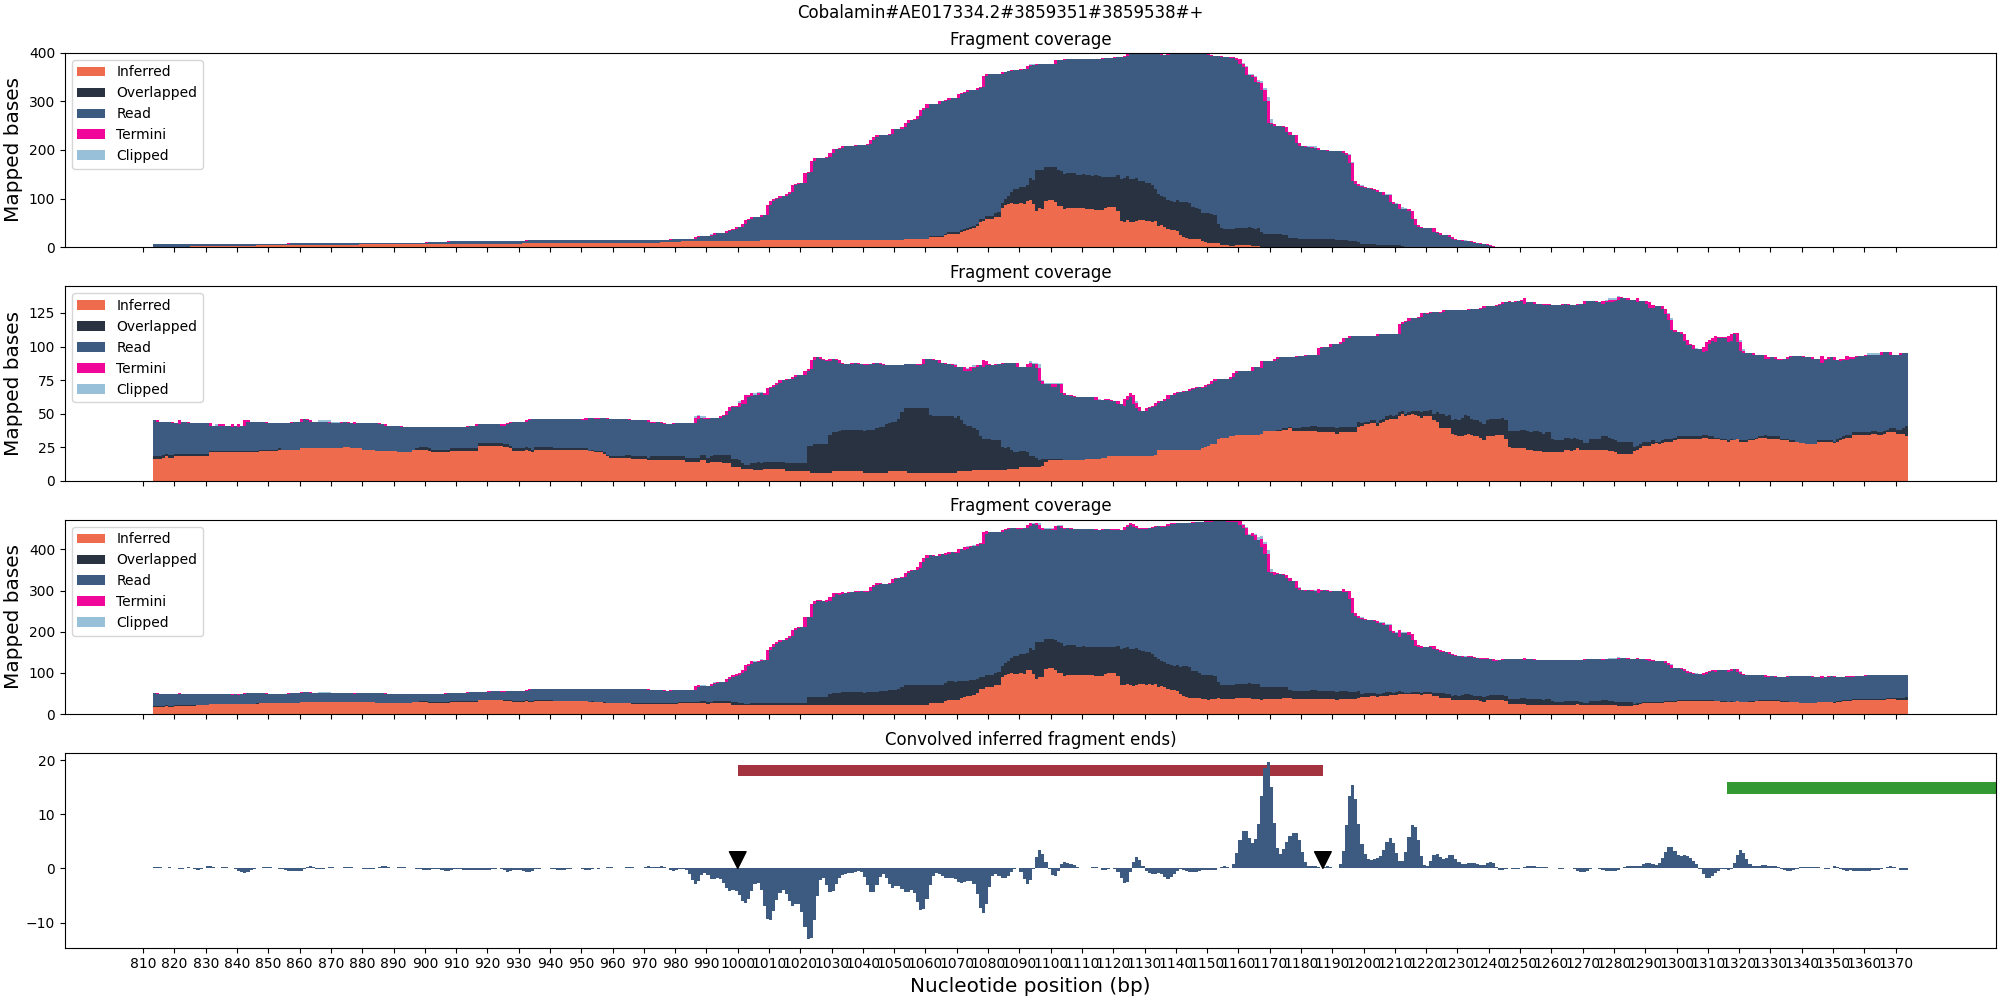 Cobalamin#AE017334.2#3859351#3859538#+
Fragment coverage
Mapped bases
400
300
200
100
0
Inferred
Overlapped
Read
Termini
Clipped
Fragment coverage
Mapped bases
125
100
75
50
25
0
Inferred
Overlapped
Read
Termini
Clipped
Fragment coverage
Mapped bases
400
300
200
100
0
Inferred
Overlapped
Read
Termini
Clipped
Convolved inferred fragment ends)
20
10
0
−10
810 820 830 840 850 860 870 880 890 900 910 920 930 940 950 960 970 980 990 1000 1010 1020 1030 1040 1050 1060 1070 1080 1090 1100 1110 1120 1130 1140 1150 1160 1170 1180 1190 1200 1210 1220 1230 1240 1250 1260 1270 1280 1290 1300 1310 1320 1330 1340 1350 1360 1370
Nucleotide position (bp)